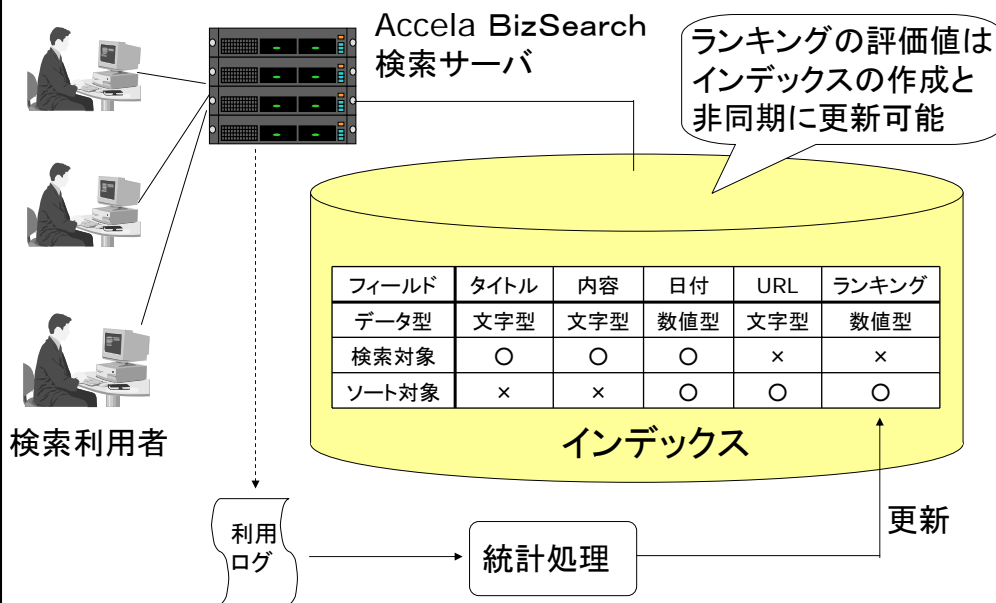 Accela BizSearch
検索サーバ
ランキングの評価値は
インデックスの作成と
非同期に更新可能
フィールド タイトル 内容 日付 URL ランキング
データ型 文字型 文字型 数値型 文字型 数値型
検索対象 ○ ○ ○ × ×
ソート対象 × × ○ ○ ○
インデックス
検索利用者
利用
ログ
統計処理
更新